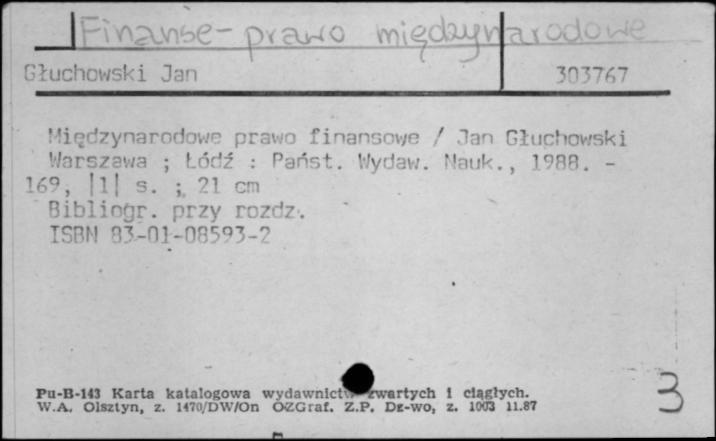 Finanse - prawo międzynarodowe
Głuchowski Jan 303767
Międzynarodowe prawo finansowe / Jan Głuchowski
Warszawa ; Łódź : Państ. Wydaw. Nauk., 1988. -
169, |1| s. ; 21 cm
Bibliogr. przy rozdz.
ISBN 83-01-08593-2
Pu-B-143 Karta katalogowa wydawnictw zwartych i ciągłych.
W.A. Olsztyn, z. 1470/DW/On OZGraf. Z.P. Dz-wo, z. 1003 11.87
3